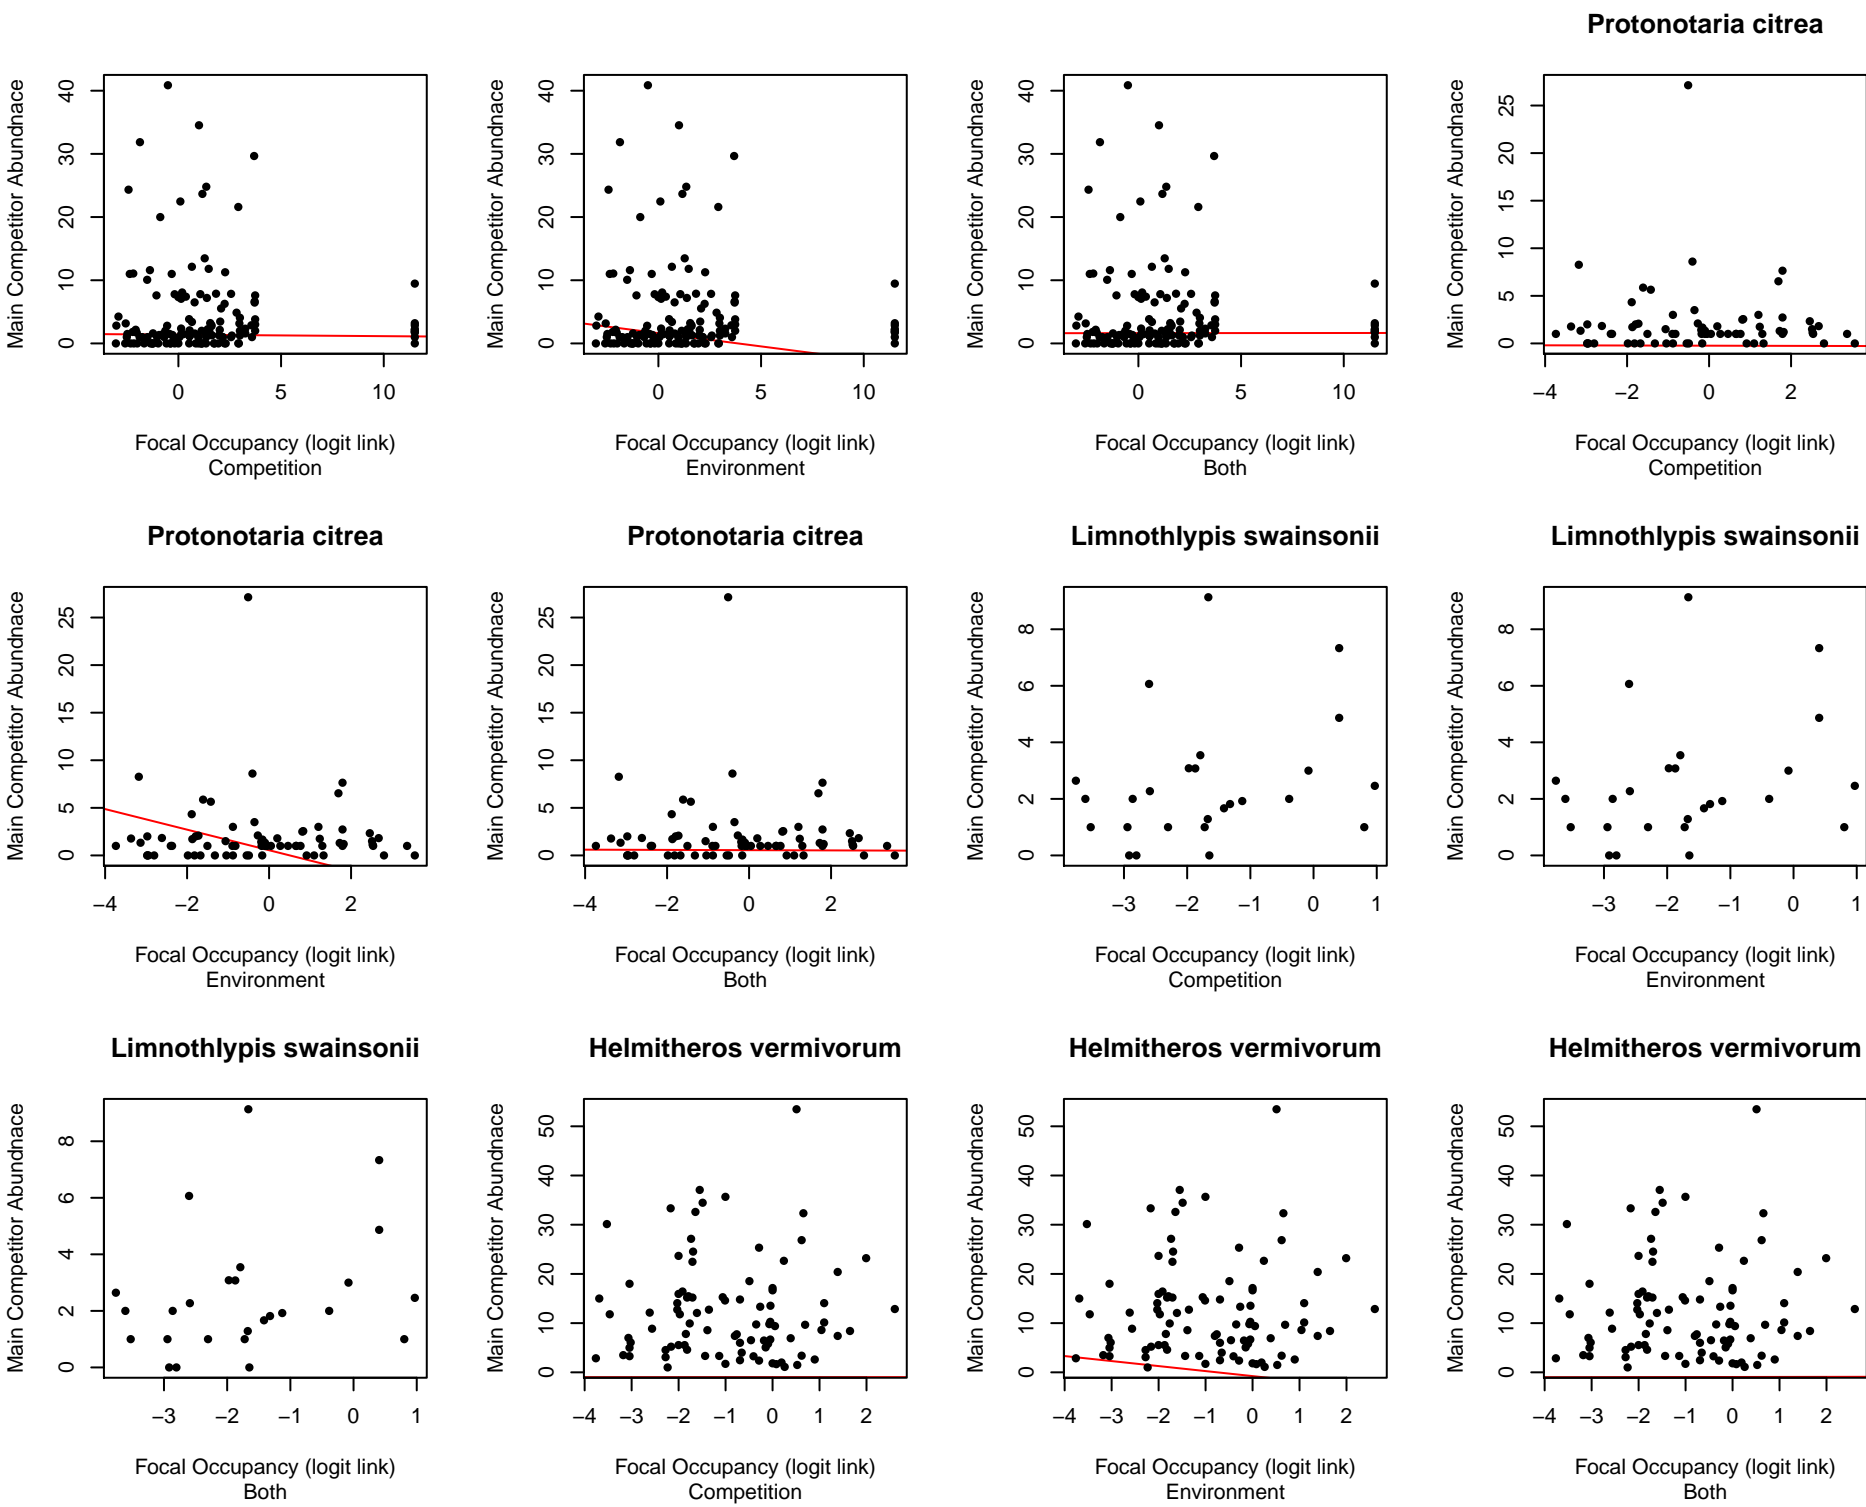 Protonotaria citrea
Main Competitor Abundnace
0 10 20 30 40
0 5 10
Focal Occupancy (logit link)
Competition
Main Competitor Abundnace
0 10 20 30 40
0 5 10
Focal Occupancy (logit link)
Environment
Main Competitor Abundnace
0 10 20 30 40
0 5 10
Focal Occupancy (logit link)
Both
Main Competitor Abundnace
0 5 10 15 20 25
−4 −2 0 2
Focal Occupancy (logit link)
Competition
Protonotaria citrea
Main Competitor Abundnace
0 5 10 15 20 25
−4 −2 0 2
Focal Occupancy (logit link)
Environment
Protonotaria citrea
Main Competitor Abundnace
0 5 10 15 20 25
−4 −2 0 2
Focal Occupancy (logit link)
Both
Limnothlypis swainsonii
Main Competitor Abundnace
0 2 4 6 8
−3 −2 −1 0 1
Focal Occupancy (logit link)
Competition
Limnothlypis swainsonii
Main Competitor Abundnace
0 2 4 6 8
−3 −2 −1 0 1
Focal Occupancy (logit link)
Environment
Limnothlypis swainsonii
Main Competitor Abundnace
0 2 4 6 8
−3 −2 −1 0 1
Focal Occupancy (logit link)
Both
Helmitheros vermivorum
Main Competitor Abundnace
0 10 20 30 40 50
−4 −3 −2 −1 0 1 2
Focal Occupancy (logit link)
Competition
Helmitheros vermivorum
Main Competitor Abundnace
0 10 20 30 40 50
−4 −3 −2 −1 0 1 2
Focal Occupancy (logit link)
Environment
Helmitheros vermivorum
Main Competitor Abundnace
0 10 20 30 40 50
−4 −3 −2 −1 0 1 2
Focal Occupancy (logit link)
Both